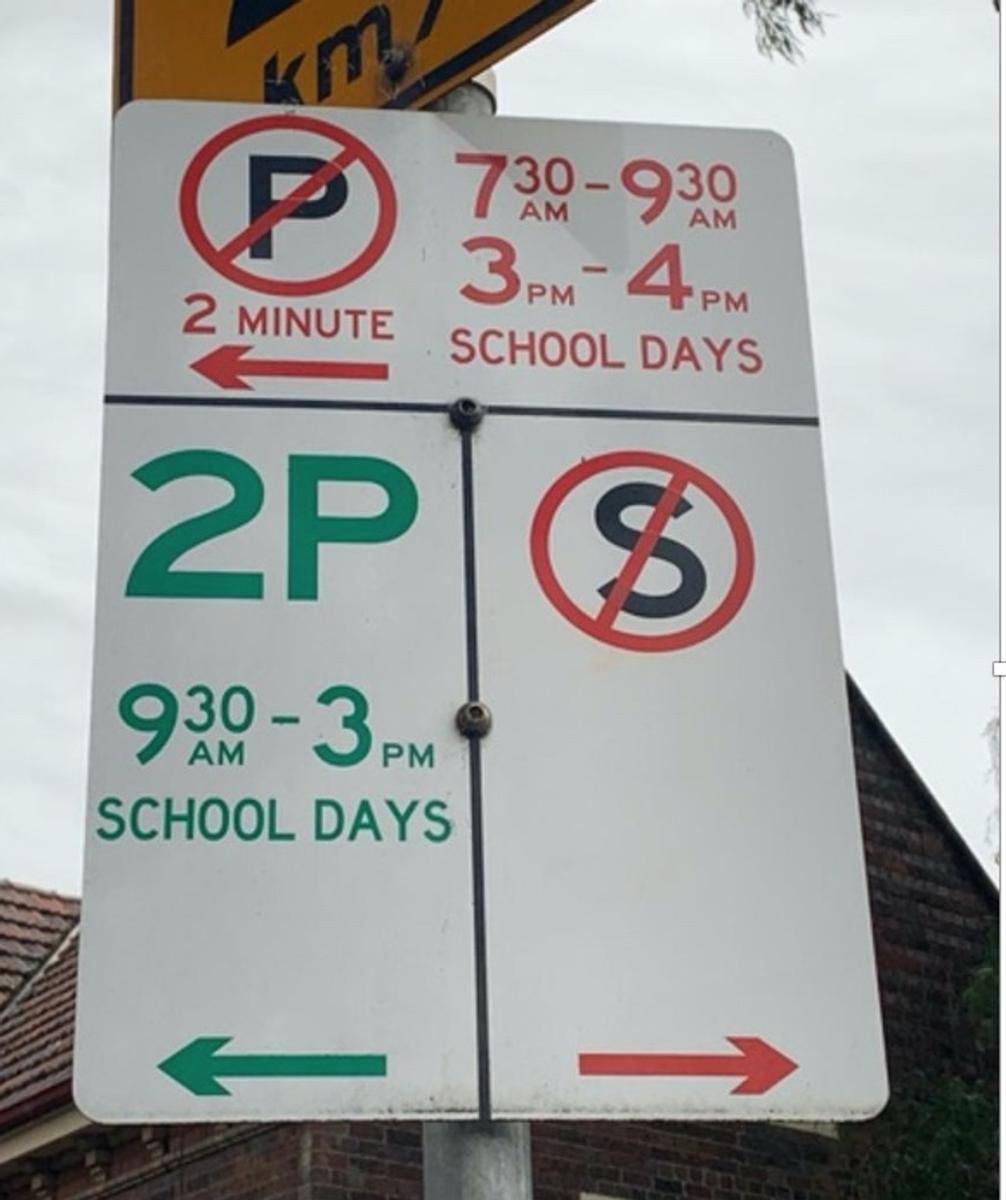 km
P 7 30 AM - 9 30 AM
3 PM - 4 PM
2 MINUTE
SCHOOL DAYS
2P
9 30 AM - 3 PM
SCHOOL DAYS
S